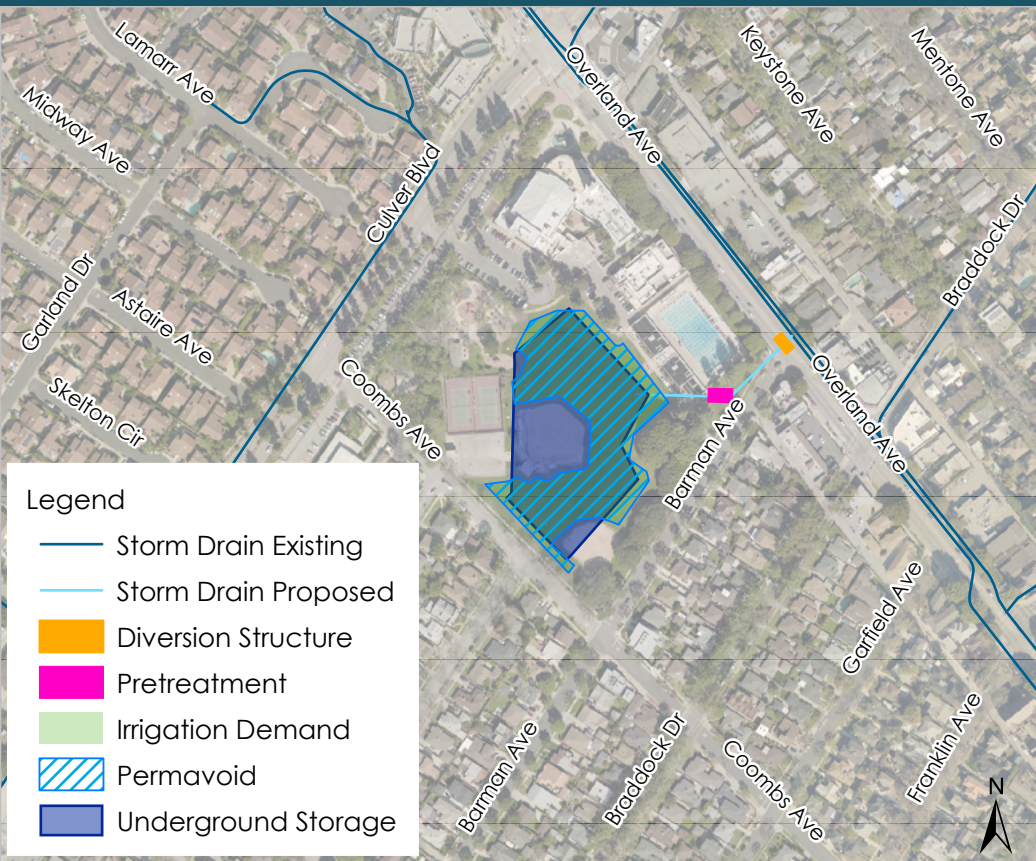 Lamarr Ave
Midway Ave
Culver Blvd
Overland Ave
Keystone Ave
Mentone Ave
Braddock Dr
Garland Dr
Astaire Ave
Skelton Cir
Coombs Ave
Barman Ave
Overland Ave
Garfield Ave
Franklin Ave
Barman Ave
Braddock Dr
Coombs Ave
N
Legend
Storm Drain Existing
Storm Drain Proposed
Diversion Structure
Pretreatment
Irrigation Demand
Permavoid
Underground Storage